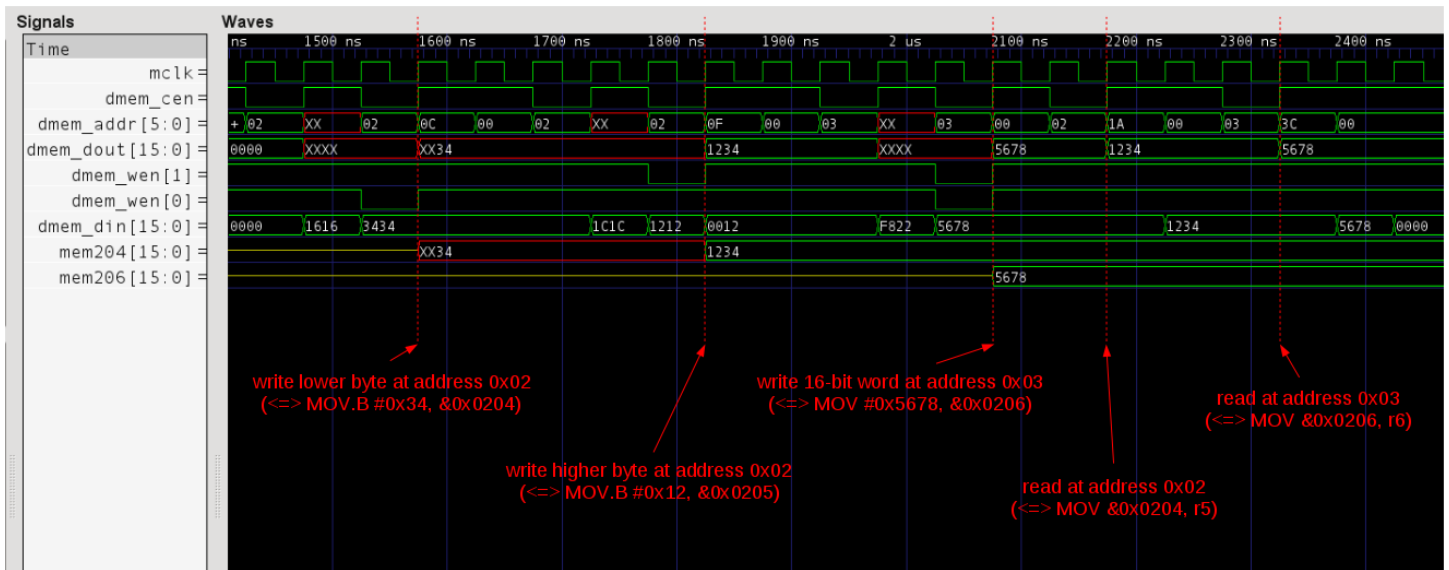 Signals Waves
Time
ns 1500 ns 1600 ns 1700 ns 1800 ns 1900 ns 2 us 2100 ns 2200 ns 2300 ns 2400 ns
mclk=
dmem_cen=
dmem_addr[5:0]= + 02 XX 02 0C 00 02 XX 02 0F 00 03 XX 03 00 02 1A 00 03 3C 00
dmem_dout[15:0]= 0000 XXXX XX34 1234 XXXX 5678 1234 5678
dmem_wen[1]=
dmem_wen[0]=
dmem_din[15:0]= 0000 1616 3434 1C1C 1212 0012 F822 5678 1234 5678 0000
mem204[15:0]= XX34 1234
mem206[15:0]= 5678
write lower byte at address 0x02
(<=> MOV.B #0x34, &0x0204)
write 16-bit word at address 0x03
(<=> MOV #0x5678, &0x0206)
read at address 0x03
(<=> MOV &0x0206, r6)
write higher byte at address 0x02
(<=> MOV.B #0x12, &0x0205)
read at address 0x02
(<=> MOV &0x0204, r5)